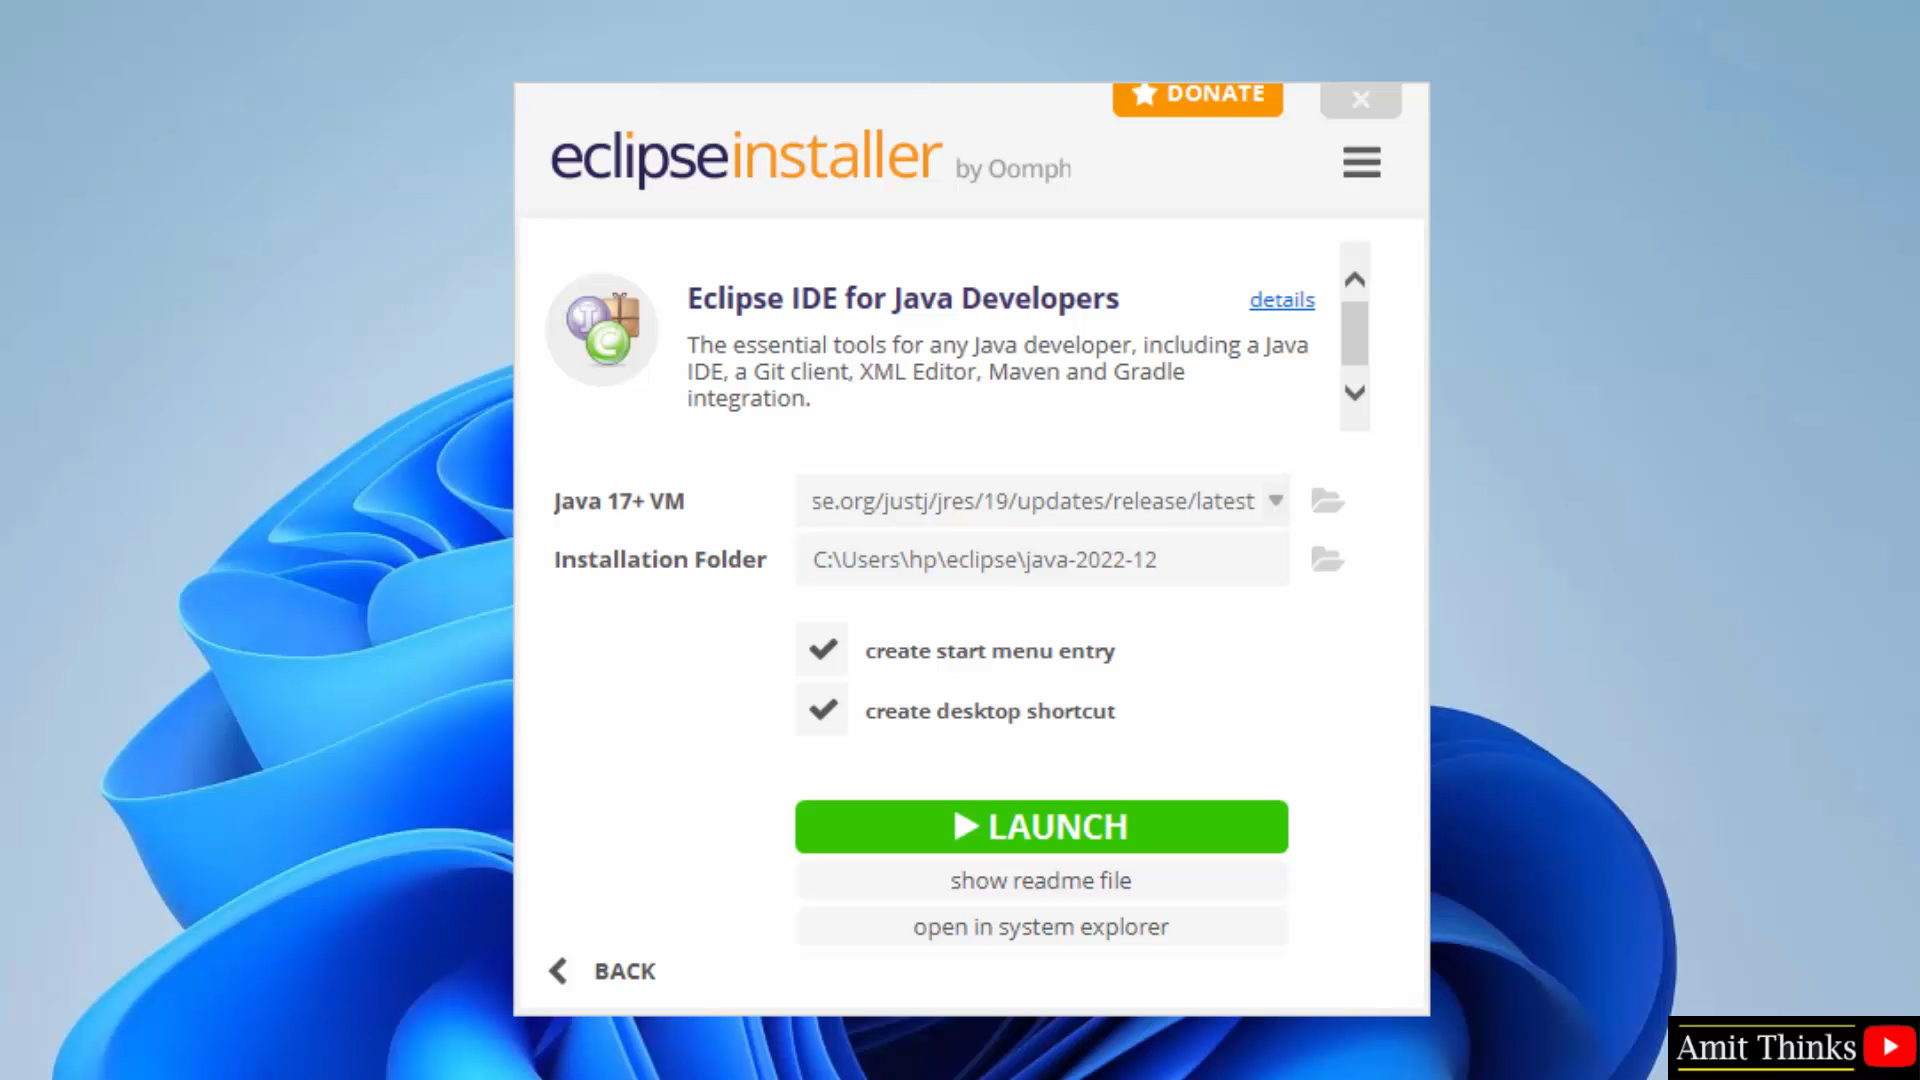 DONATE
eclipseinstaller by Oomph
Eclipse IDE for Java Developers details
The essential tools for any Java developer, including a Java
IDE, a Git client, XML Editor, Maven and Gradle
integration.
Java 17+ VM se.org/justj/jres/19/updates/release/latest
Installation Folder C:\Users\hp\eclipse\java-2022-12
create start menu entry
create desktop shortcut
LAUNCH
show readme file
open in system explorer
BACK
Amit Thinks